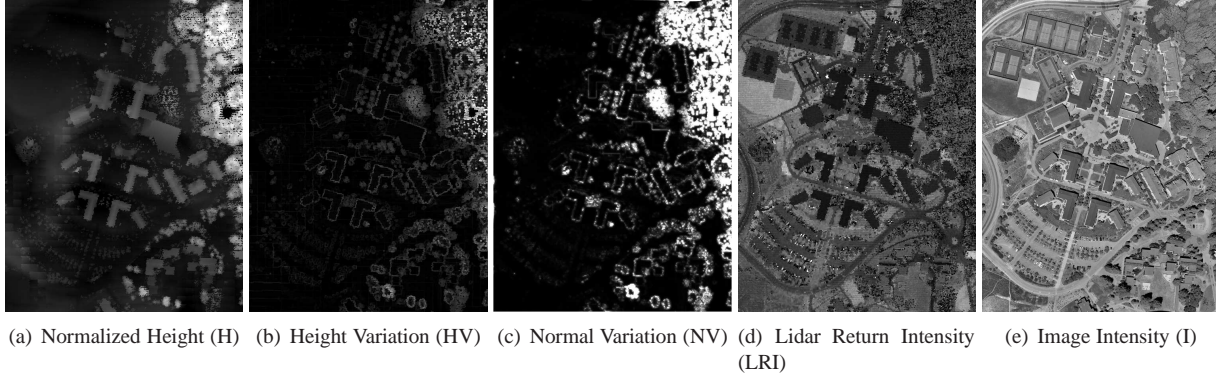 (a) Normalized Height (H)
(b) Height Variation (HV)
(c) Normal Variation (NV)
(d) Lidar Return Intensity
(LRI)
(e) Image Intensity (I)